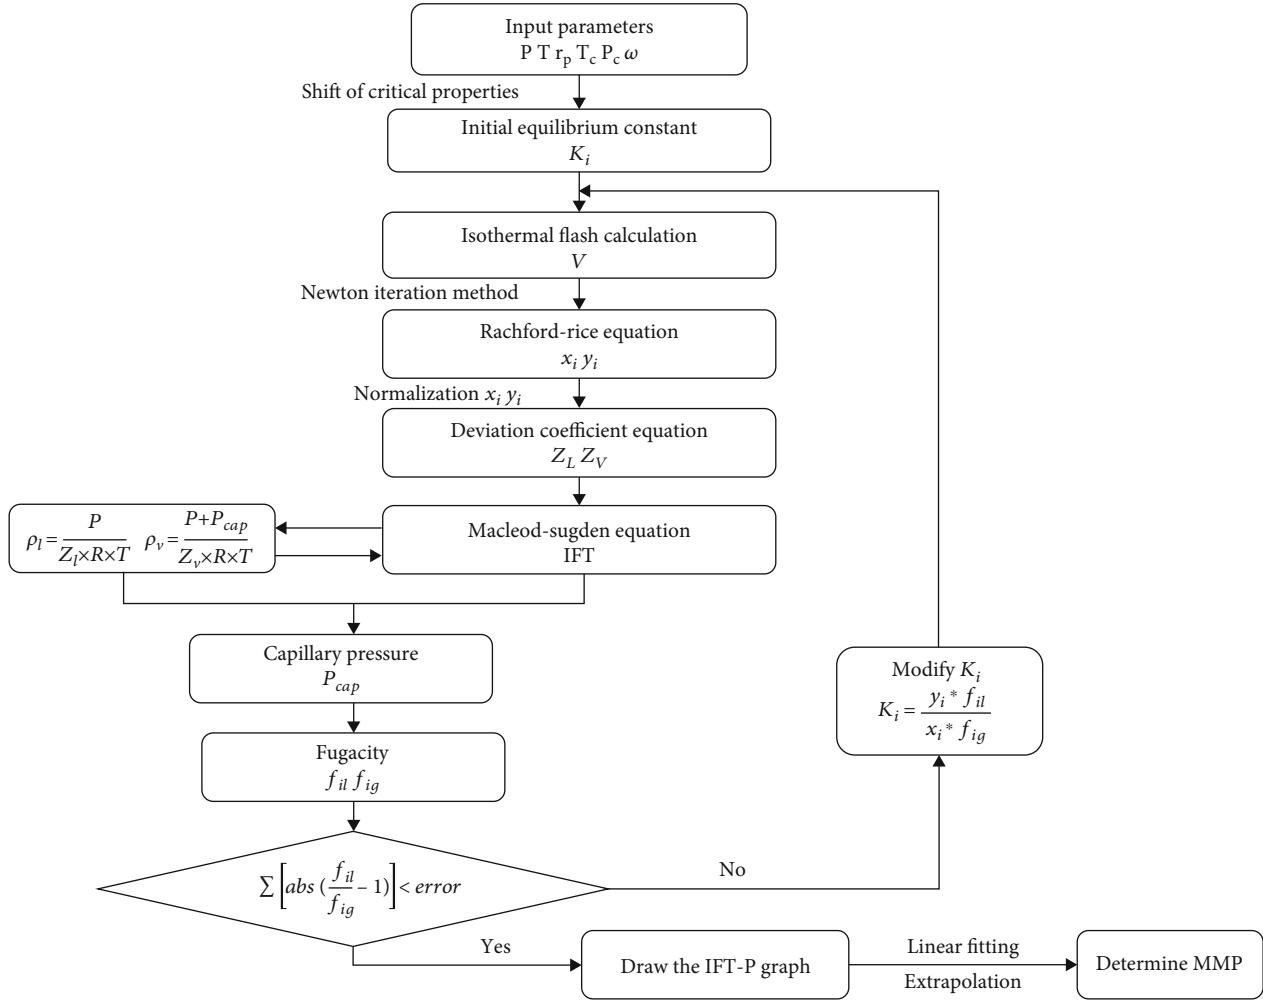 Input parameters
P T r_p T_c P_c ω
Shift of critical properties
Initial equilibrium constant
K_i
Isothermal flash calculation
V
Newton iteration method
Rachford-rice equation
x_i y_i
Normalization x_i y_i
Deviation coefficient equation
Z_L Z_V
ρ_l = P / Z_l×R×T   ρ_v = P+P_cap / Z_v×R×T
Macleod-sugden equation
IFT
Capillary pressure
P_cap
Modify K_i
K_i = y_i * f_il / x_i * f_ig
Fugacity
f_il f_ig
∑ [abs (f_il / f_ig − 1)] < error
No
Yes
Draw the IFT-P graph
Linear fitting
Extrapolation
Determine MMP